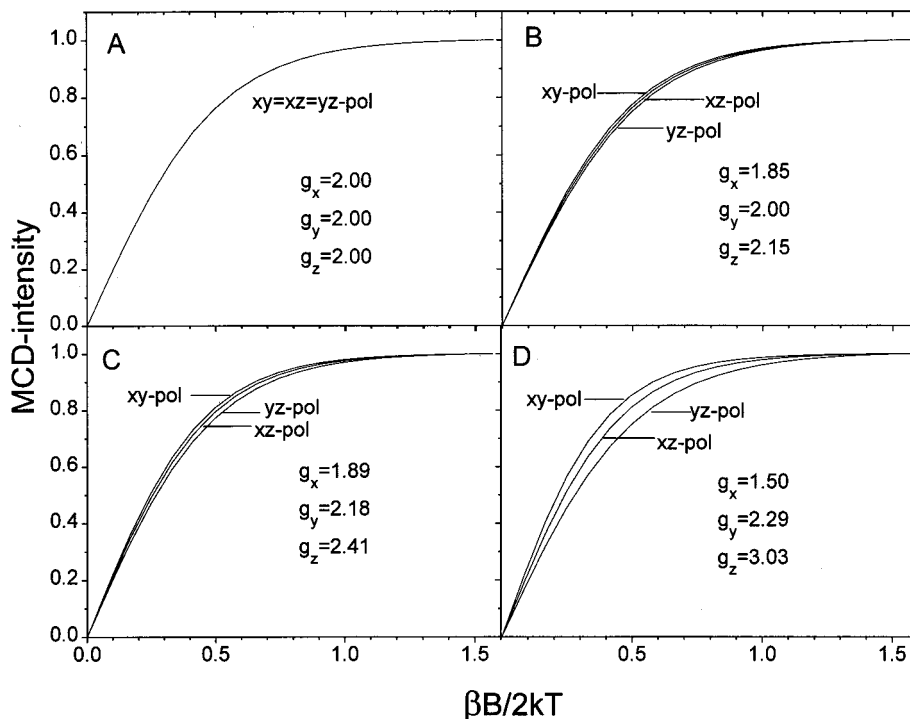 A
xy=xz=yz-pol
g_x=2.00
g_y=2.00
g_z=2.00
B
xy-pol
xz-pol
yz-pol
g_x=1.85
g_y=2.00
g_z=2.15
C
xy-pol
yz-pol
xz-pol
g_x=1.89
g_y=2.18
g_z=2.41
D
xy-pol
yz-pol
xz-pol
g_x=1.50
g_y=2.29
g_z=3.03
MCD-intensity
1.0
0.8
0.6
0.4
0.2
0.0
1.0
0.8
0.6
0.4
0.2
0.0
0.0 0.5 1.0 1.5
0.5 1.0 1.5
βB/2kT